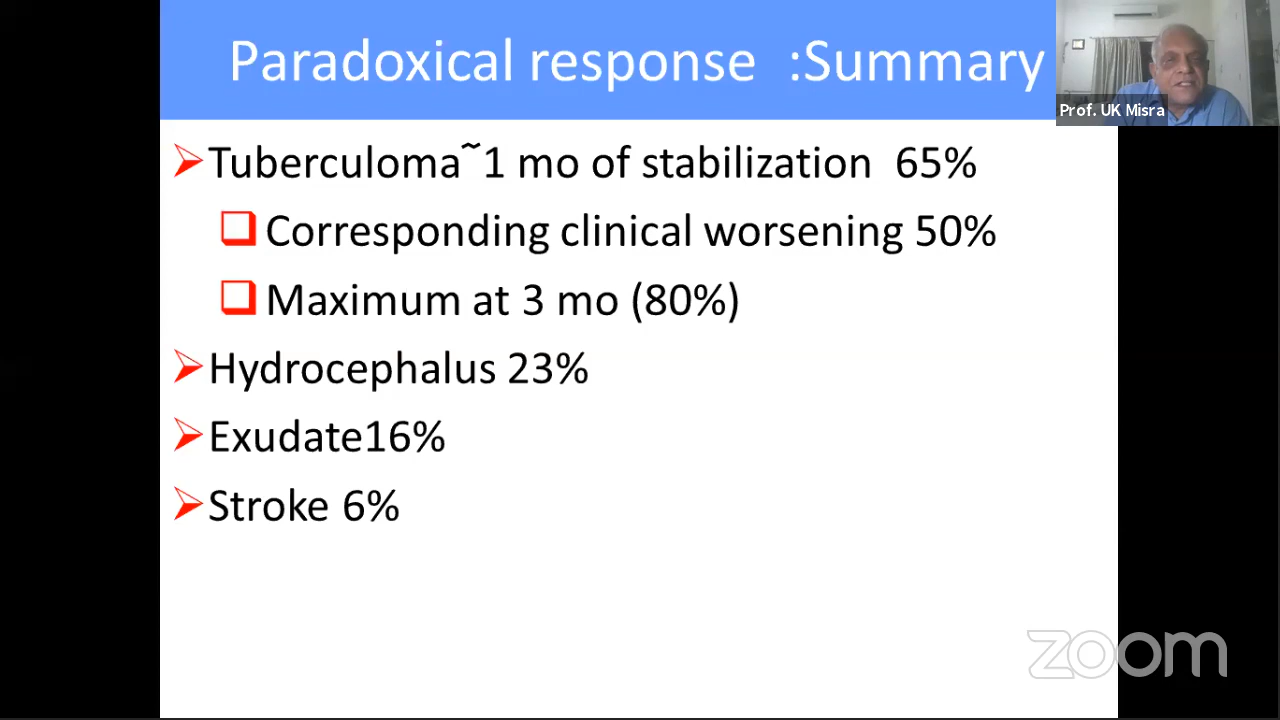 Paradoxical response :Summary
Prof. UK Misra
Tuberculoma~1 mo of stabilization 65%
Corresponding clinical worsening 50%
Maximum at 3 mo (80%)
Hydrocephalus 23%
Exudate16%
Stroke 6%
zoom